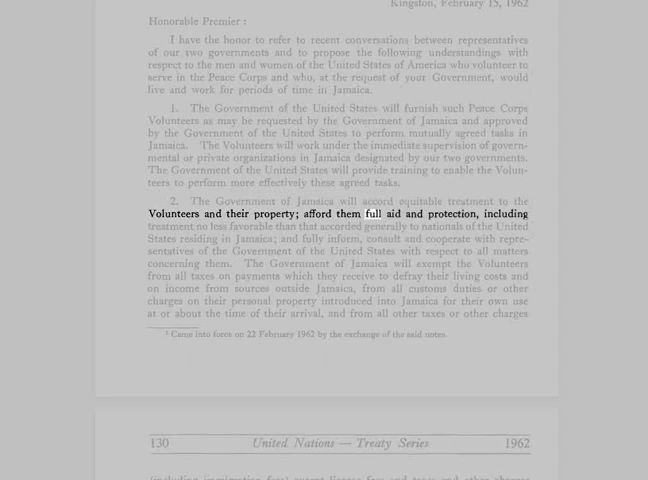 Kingston, February 15, 1962
Honorable Premier :
I have the honor to refer to recent conversations between representatives
of our two governments and to propose the following understandings with
respect to the men and women of the United States of America who volunteer to
serve in the Peace Corps and who, at the request of your Government, would
live and work for periods of time in Jamaica.
1. The Government of the United States will furnish such Peace Corps
Volunteers as may be requested by the Government of Jamaica and approved
by the Government of the United States to perform mutually agreed tasks in
Jamaica. The Volunteers will work under the immediate supervision of govern-
mental or private organizations in Jamaica designated by our two governments.
The Government of the United States will provide training to enable the Volun-
teers to perform more effectively these agreed tasks.
2. The Government of Jamaica will accord equitable treatment to the
Volunteers and their property; afford them full aid and protection, including
treatment no less favorable than that accorded generally to nationals of the United
States residing in Jamaica; and fully inform, consult and cooperate with repre-
sentatives of the Government of the United States with respect to all matters
concerning them. The Government of Jamaica will exempt the Volunteers
from all taxes on payments which they receive to defray their living costs and
on income from sources outside Jamaica, from all customs duties or other
charges on their personal property introduced into Jamaica for their own use
at or about the time of their arrival, and from all other taxes or other charges
¹ Came into force on 22 February 1962 by the exchange of the said notes.
130 United Nations — Treaty Series 1962